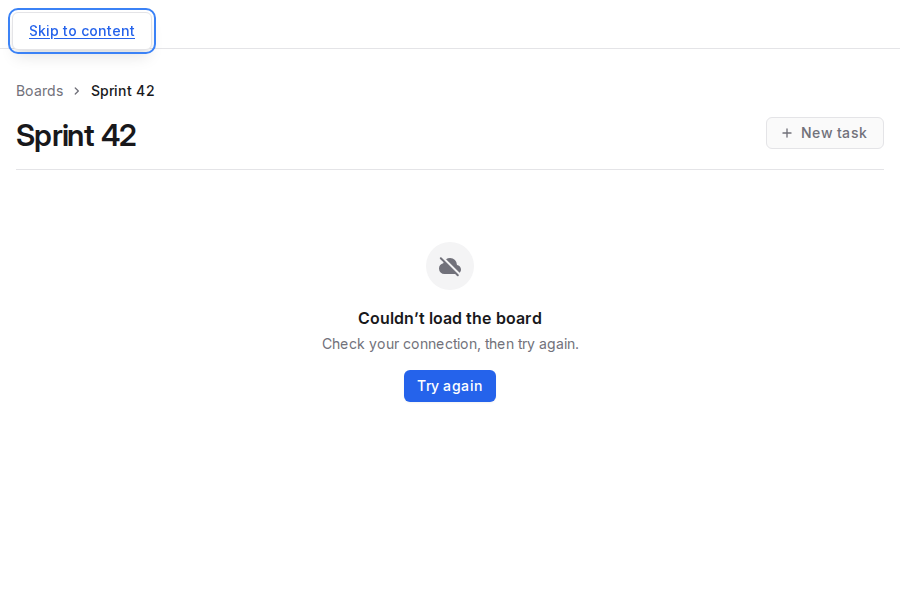 Skip to content
Boards > Sprint 42
Sprint 42
+ New task
Couldn’t load the board
Check your connection, then try again.
Try again